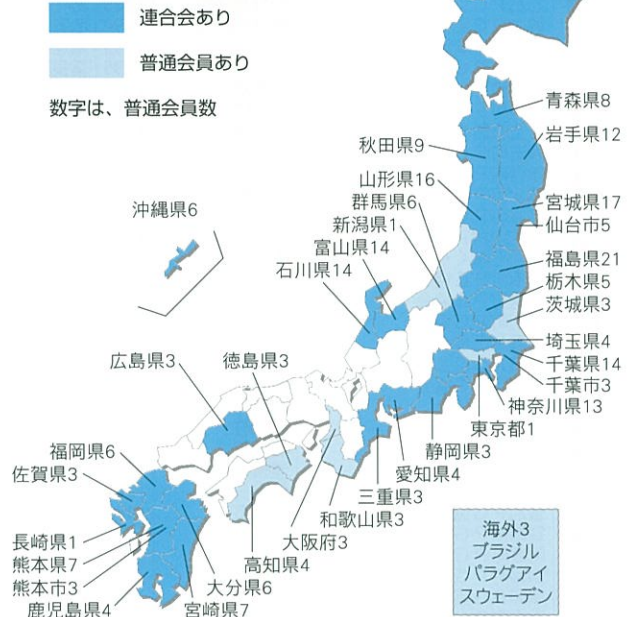 連合会あり
普通会員あり
数字は、普通会員数
青森県8
岩手県12
秋田県9
山形県16
群馬県6
新潟県1
富山県14
石川県14
宮城県17
仙台市5
福島県21
栃木県5
茨城県3
埼玉県4
千葉県14
千葉市3
神奈川県13
東京都1
静岡県3
愛知県4
三重県3
和歌山県3
大阪府3
沖縄県6
広島県3
徳島県3
高知県4
福岡県6
佐賀県3
長崎県1
熊本県7
熊本市3
鹿児島県4
大分県6
宮崎県7
海外3
ブラジル
パラグアイ
スウェーデン